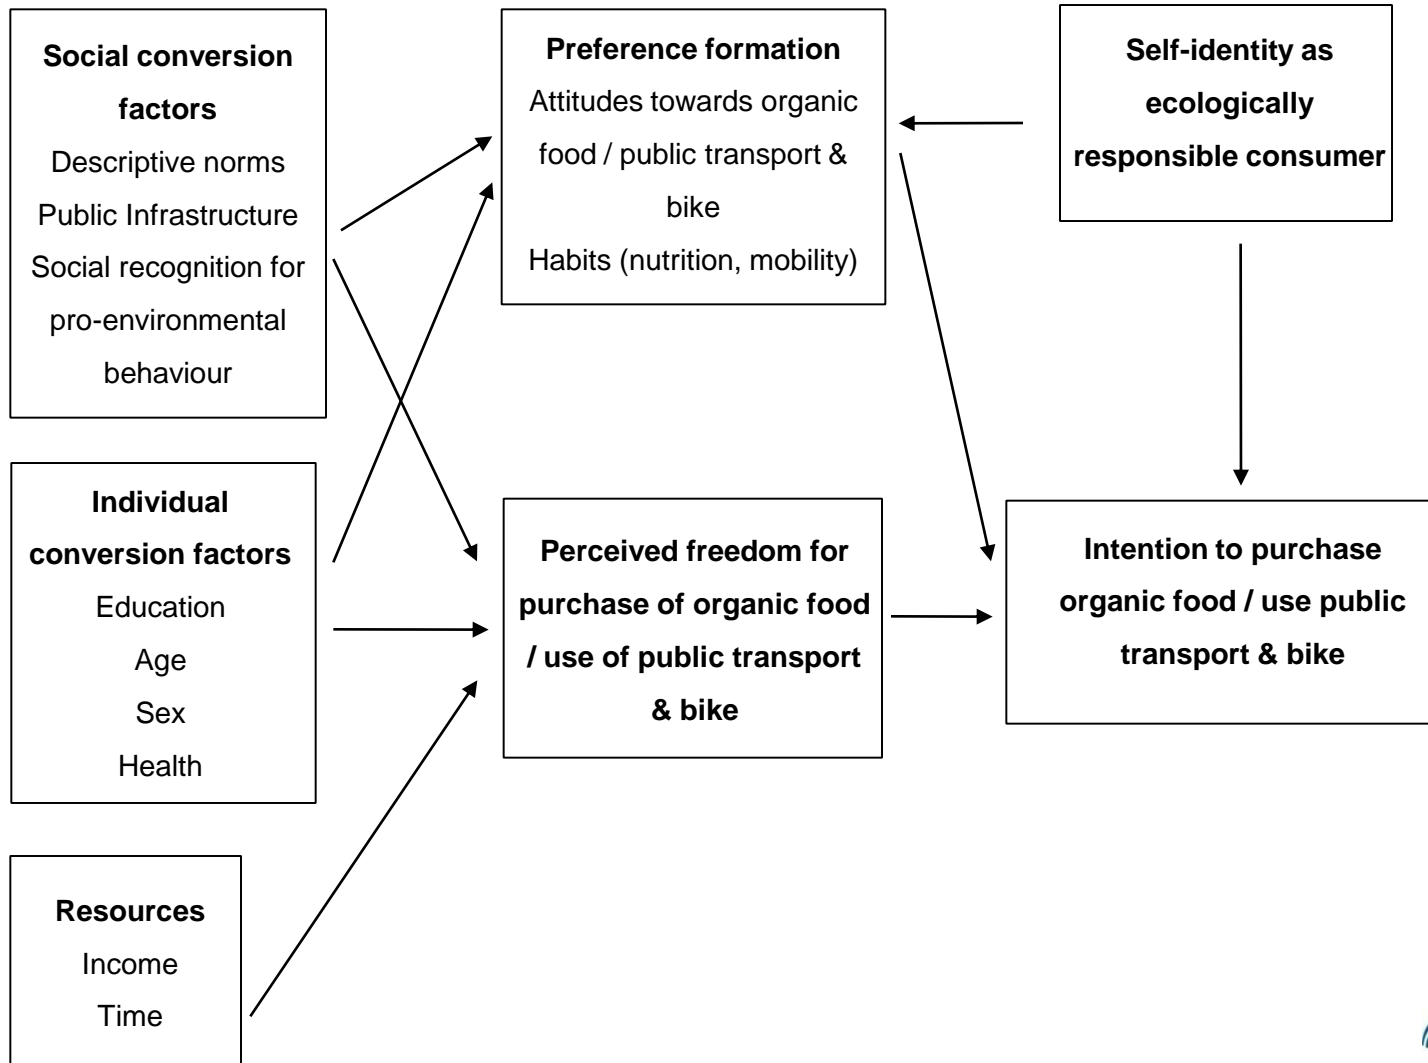 Social conversion
factors
Descriptive norms
Public Infrastructure
Social recognition for
pro-environmental
behaviour
Preference formation
Attitudes towards organic
food / public transport &
bike
Habits (nutrition, mobility)
Self-identity as
ecologically
responsible consumer
Individual
conversion factors
Education
Age
Sex
Health
Perceived freedom for
purchase of organic food
/ use of public transport
& bike
Intention to purchase
organic food / use public
transport & bike
Resources
Income
Time